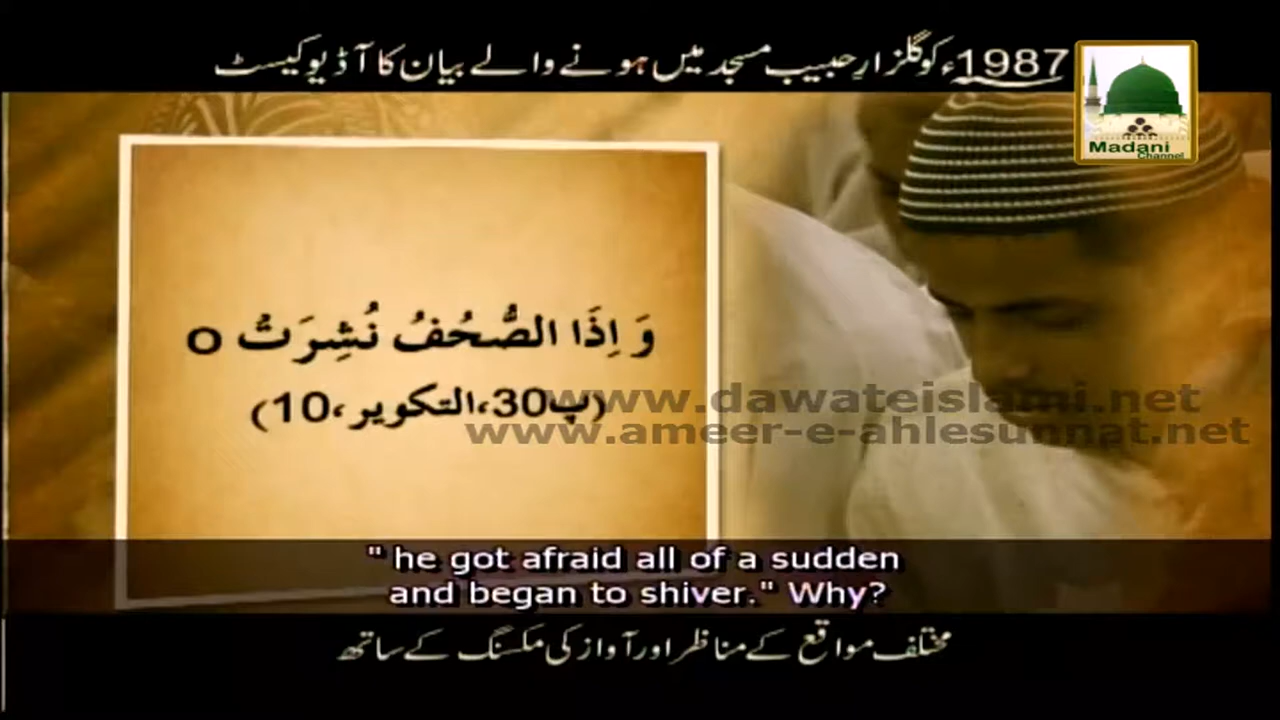 1987ء کو گلزارِ حبیب مسجد میں ہونے والے بیان کا آڈیو کیسٹ
Madani
Channel
وَ اِذَا الصُّحُفُ نُشِرَتْ o
(پ30،التکویر،10)
www.dawateislami.net
www.ameer-e-ahlesunnat.net
" he got afraid all of a sudden
and began to shiver." Why?
مختلف مواقع کے مناظر اور آواز کی مکسنگ کے ساتھ